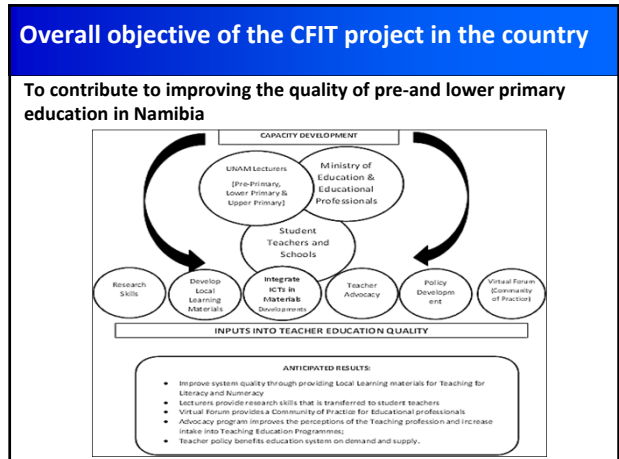 Overall objective of the CFIT project in the country
To contribute to improving the quality of pre-and lower primary
education in Namibia
CAPACITY DEVELOPMENT
UNAM Lecturers
(Pre-Primary,
Lower Primary &
Upper Primary)
Ministry of
Education &
Educational
Professionals
Student
Teachers and
Schools
Research
Skills
Develop
Local
Learning
Materials
Integrate
ICTs in
Materials
Developments
Teacher
Advocacy
Policy
Developm
ent
Virtual Forum
(Community
of Practice)
INPUTS INTO TEACHER EDUCATION QUALITY
ANTICIPATED RESULTS:
• Improve system quality through providing Local Learning materials for Teaching for
Literacy and Numeracy
• Lecturers provide research skills that is transferred to student teachers
• Virtual Forum provides a Community of Practice for Educational professionals
• Advocacy program improves the perceptions of the Teaching profession and increase
intake into Teaching Education Programmes;
• Teacher policy benefits education system on demand and supply.